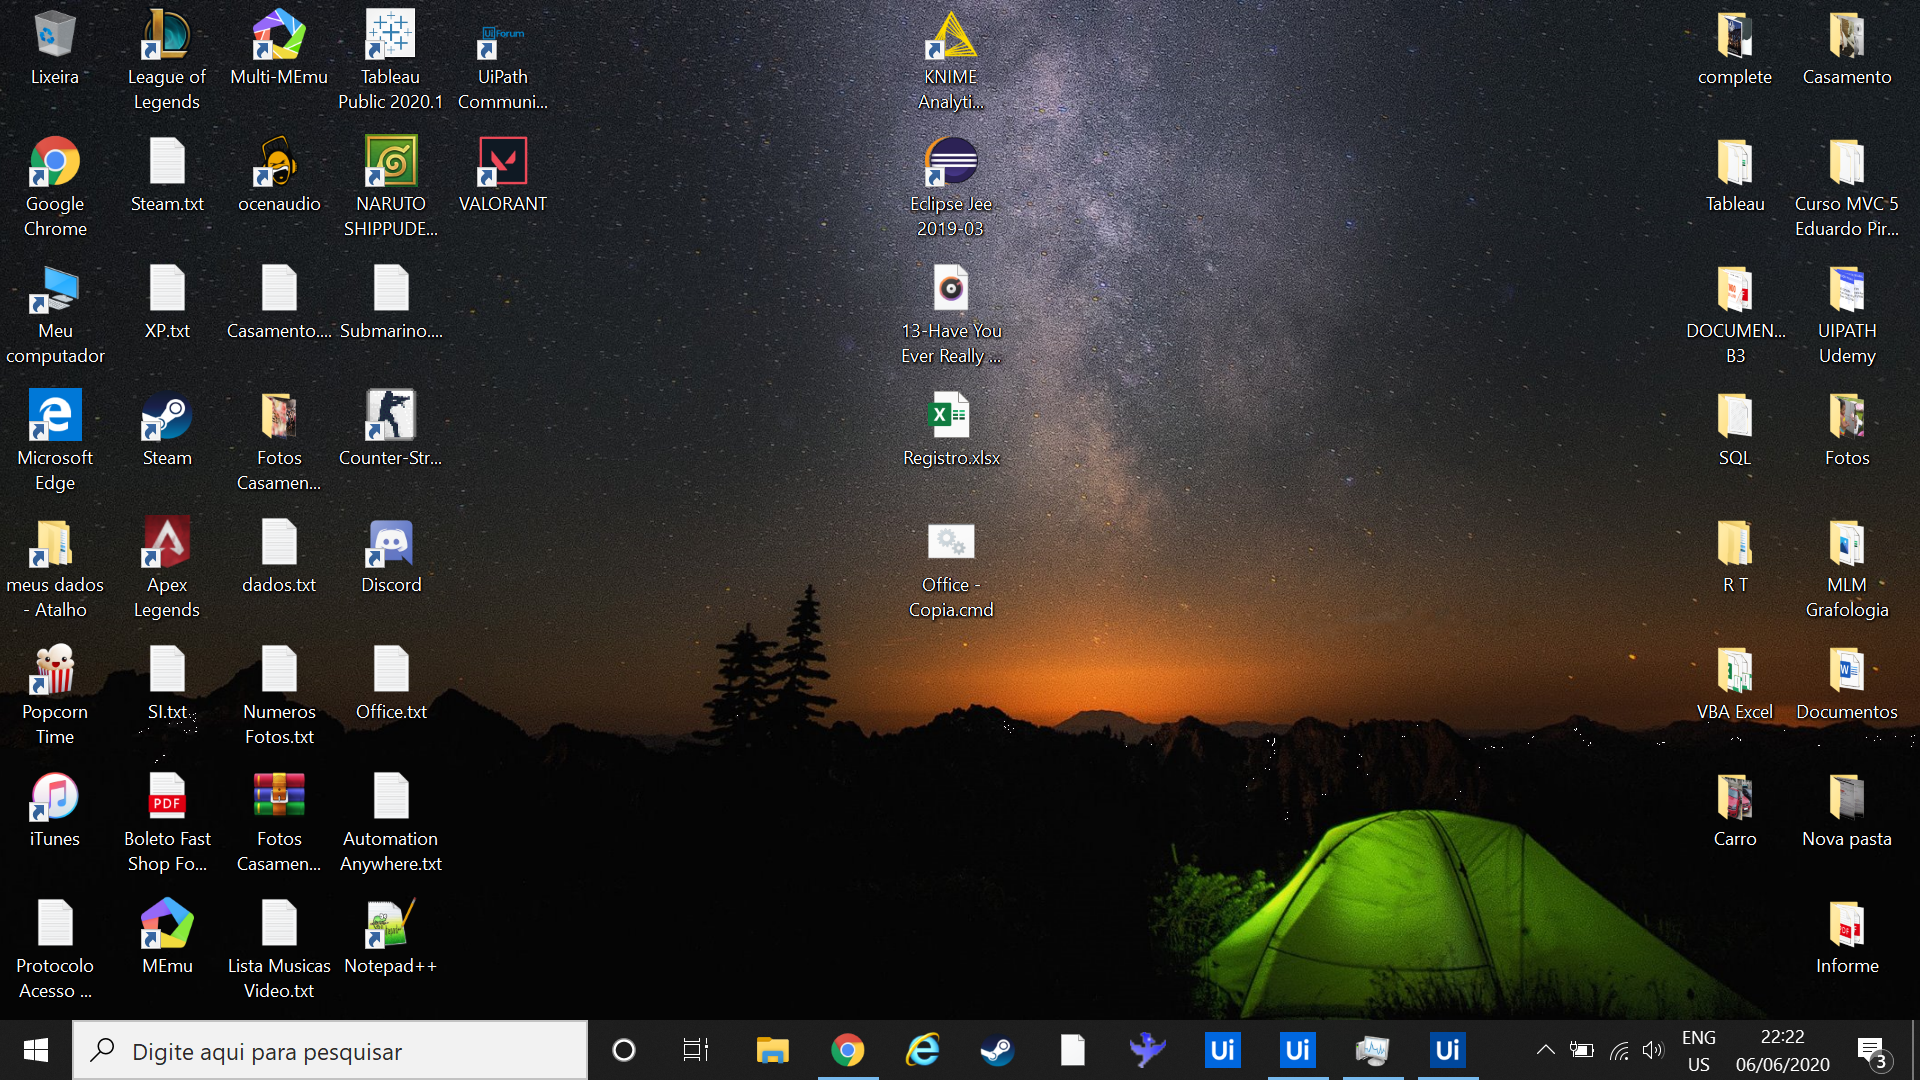 Lixeira
League of
Legends
Multi-MEmu
Tableau
Public 2020.1
UiForum
UiPath
Communi...
KNIME
Analyti...
complete
Casamento
Google
Chrome
Steam.txt
ocenaudio
NARUTO
SHIPPUDE...
VALORANT
Eclipse Jee
2019-03
Tableau
Curso MVC 5
Eduardo Pir...
Meu
computador
XP.txt
Casamento....
Submarino....
13-Have You
Ever Really ...
DOCUMEN...
B3
UIPATH
Udemy
Microsoft
Edge
Steam
Fotos
Casamen...
Counter-Str...
Registro.xlsx
SQL
Fotos
meus dados
- Atalho
Apex
Legends
dados.txt
Discord
Office -
Copia.cmd
R T
MLM
Grafologia
Popcorn
Time
SI.txt
Numeros
Fotos.txt
Office.txt
VBA Excel
Documentos
iTunes
PDF
Boleto Fast
Shop Fo...
Fotos
Casamen...
Automation
Anywhere.txt
Carro
Nova pasta
Protocolo
Acesso ...
MEmu
Lista Musicas
Video.txt
Notepad++
Informe
Digite aqui para pesquisar
Ui
Ui
Ui
ENG
US
22:22
06/06/2020
3